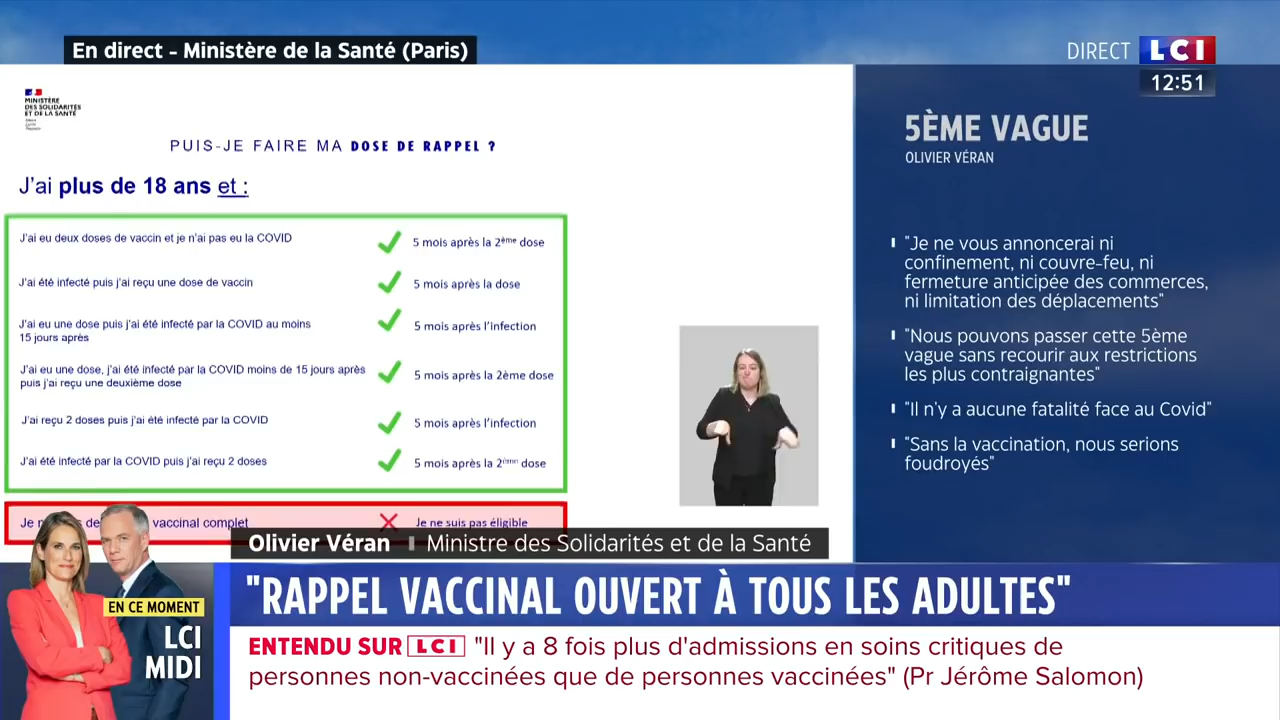 En direct - Ministère de la Santé (Paris)
DIRECT LCI
12:51
MINISTÈRE
DES SOLIDARITÉS
ET DE LA SANTÉ
PUIS-JE FAIRE MA DOSE DE RAPPEL ?
J'ai plus de 18 ans et :
J'ai eu deux doses de vaccin et je n'ai pas eu la COVID
5 mois après la 2ème dose
J'ai été infecté puis j'ai reçu une dose de vaccin
5 mois après la dose
J'ai eu une dose puis j'ai été infecté par la COVID au moins
15 jours après
5 mois après l'infection
J'ai eu une dose, j'ai été infecté par la COVID moins de 15 jours après
puis j'ai reçu une deuxième dose
5 mois après la 2ème dose
J'ai reçu 2 doses puis j'ai été infecté par la COVID
5 mois après l'infection
J'ai été infecté par la COVID puis j'ai reçu 2 doses
5 mois après la 2ème dose
Je vaccinal complet
Je ne suis pas éligible
5ÈME VAGUE
OLIVIER VÉRAN
"Je ne vous annoncerai ni
confinement, ni couvre-feu, ni
fermeture anticipée des commerces,
ni limitation des déplacements"
"Nous pouvons passer cette 5ème
vague sans recourir aux restrictions
les plus contraignantes"
"Il n'y a aucune fatalité face au Covid"
"Sans la vaccination, nous serions
foudroyés"
Olivier Véran Ministre des Solidarités et de la Santé
"RAPPEL VACCINAL OUVERT À TOUS LES ADULTES"
EN CE MOMENT
LCI
MIDI
ENTENDU SUR LCI "Il y a 8 fois plus d'admissions en soins critiques de
personnes non-vaccinées que de personnes vaccinées" (Pr Jérôme Salomon)